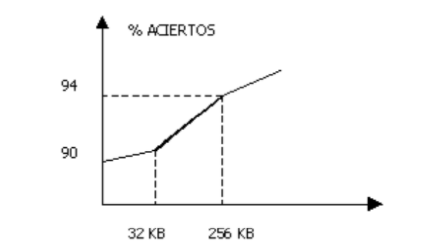 % ACIERTOS
94
90
32 KB 256 KB